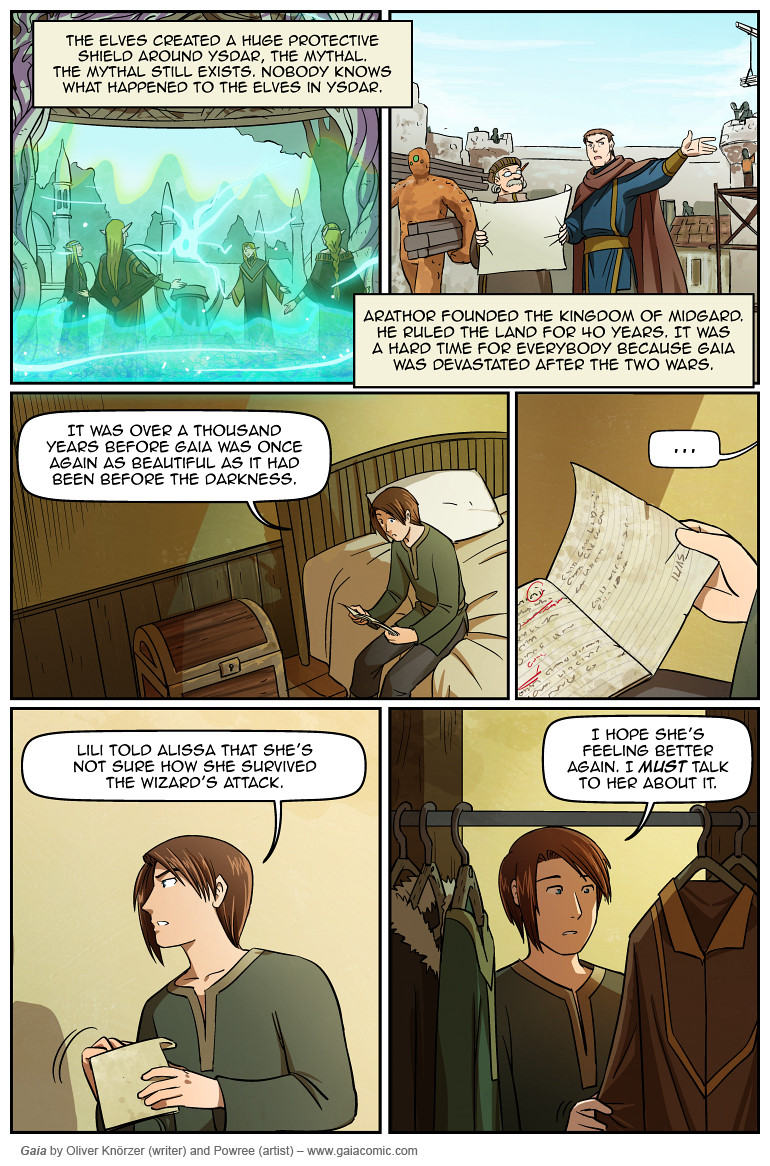 THE ELVES CREATED A HUGE PROTECTIVE
SHIELD AROUND YSDAR, THE MYTHAL.
THE MYTHAL STILL EXISTS. NOBODY KNOWS
WHAT HAPPENED TO THE ELVES IN YSDAR.
ARATHOR FOUNDED THE KINGDOM OF MIDGARD.
HE RULED THE LAND FOR 40 YEARS. IT WAS
A HARD TIME FOR EVERYBODY BECAUSE GAIA
WAS DEVASTATED AFTER THE TWO WARS.
IT WAS OVER A THOUSAND
YEARS BEFORE GAIA WAS ONCE
AGAIN AS BEAUTIFUL AS IT HAD
BEEN BEFORE THE DARKNESS.
...
LILI TOLD ALISSA THAT SHE'S
NOT SURE HOW SHE SURVIVED
THE WIZARD'S ATTACK.
I HOPE SHE'S
FEELING BETTER
AGAIN. I MUST TALK
TO HER ABOUT IT.
Gaia by Oliver Knörzer (writer) and Powree (artist) – www.gaiacomic.com